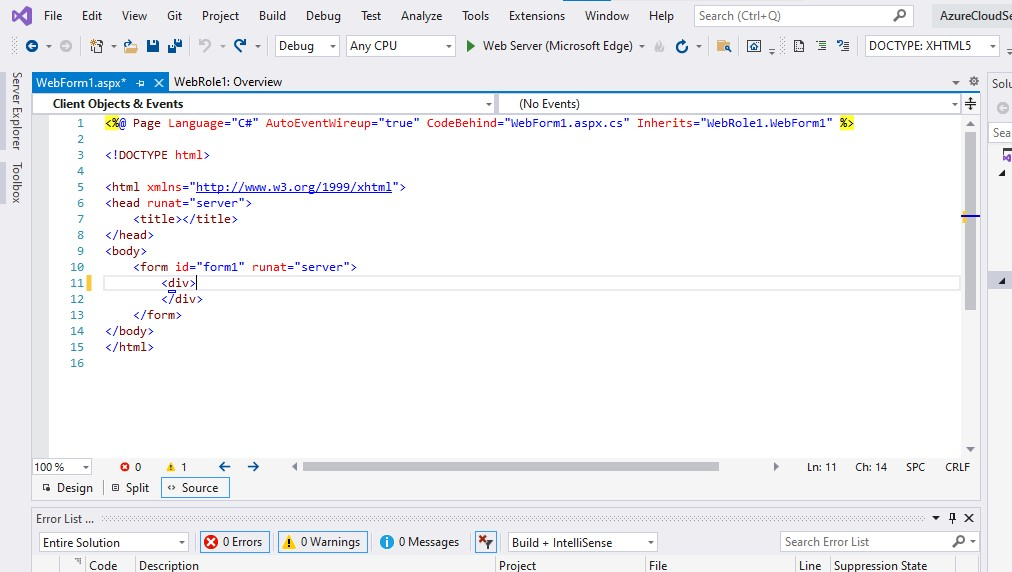 File Edit View Git Project Build Debug Test Analyze Tools Extensions Window Help Search (Ctrl+Q) AzureCloudSe
Debug Any CPU Web Server (Microsoft Edge) DOCTYPE: XHTML5
Server Explorer
Toolbox
WebForm1.aspx* WebRole1: Overview
Solu
Client Objects & Events (No Events)
Sea
1 <%@ Page Language="C#" AutoEventWireup="true" CodeBehind="WebForm1.aspx.cs" Inherits="WebRole1.WebForm1" %>
2
3 <!DOCTYPE html>
4
5 <html xmlns="http://www.w3.org/1999/xhtml">
6 <head runat="server">
7 <title></title>
8 </head>
9 <body>
10 <form id="form1" runat="server">
11 <div>
12 </div>
13 </form>
14 </body>
15 </html>
16
100 % 0 1 Ln: 11 Ch: 14 SPC CRLF
Design Split Source
Error List ...
Entire Solution 0 Errors 0 Warnings 0 Messages Build + IntelliSense Search Error List
Code Description Project File Line Suppression State